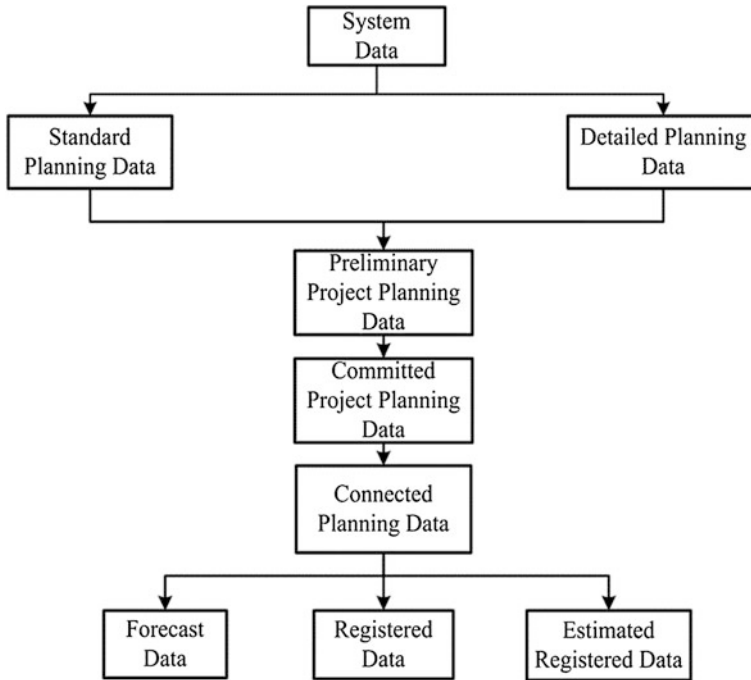 System
Data
Standard
Planning Data
Detailed Planning
Data
Preliminary
Project Planning
Data
Committed
Project Planning
Data
Connected
Planning Data
Forecast
Data
Registered
Data
Estimated
Registered Data